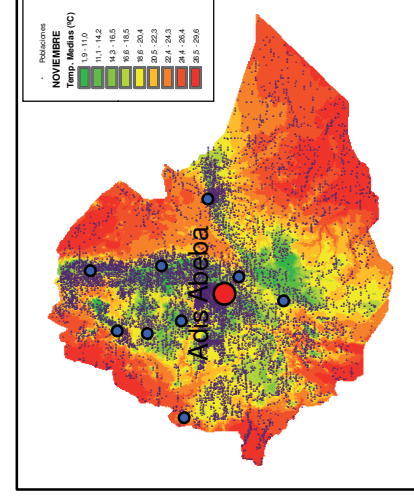 Poblaciones
NOVIEMBRE
Temp. Medias (ºC)
1,9 - 11,0
11,1 - 14,2
14,3 - 16,5
16,6 - 18,5
18,6 - 20,4
20,5 - 22,3
22,4 - 24,3
24,4 - 26,4
26,5 - 29,6
Adis Abeba